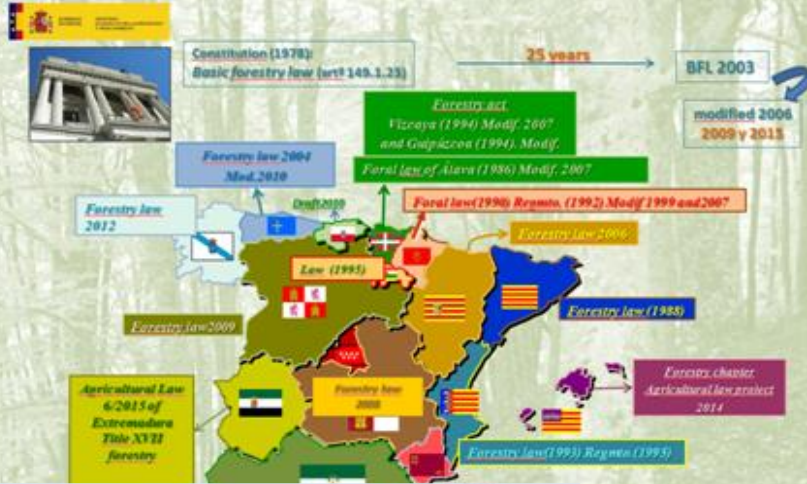 Constitution (1978):
Basic forestry law (artº 149.1.23)
25 years
BFL 2003
modified 2006
2009 y 2015
Forestry act
Vizcaya (1994) Modif. 2007
and Guipúzcoa (1994). Modif.
Foral law of Álava (1986) Modif. 2007
Forestry law 2004
Mod.2010
Draft2010
Foral law(1990) Regmto. (1992) Modif 1999 and2007
Forestry law
2012
Forestry law2006
Law (1995)
Forestry law (1988)
Forestry law2009
Forestry chapter
Agricultural law project
2014
Agricultural Law
6/2015 of
Extremadura
Title XVII
forestry
Forestry law
2008
Forestry law(1993) Regmto.(1995)